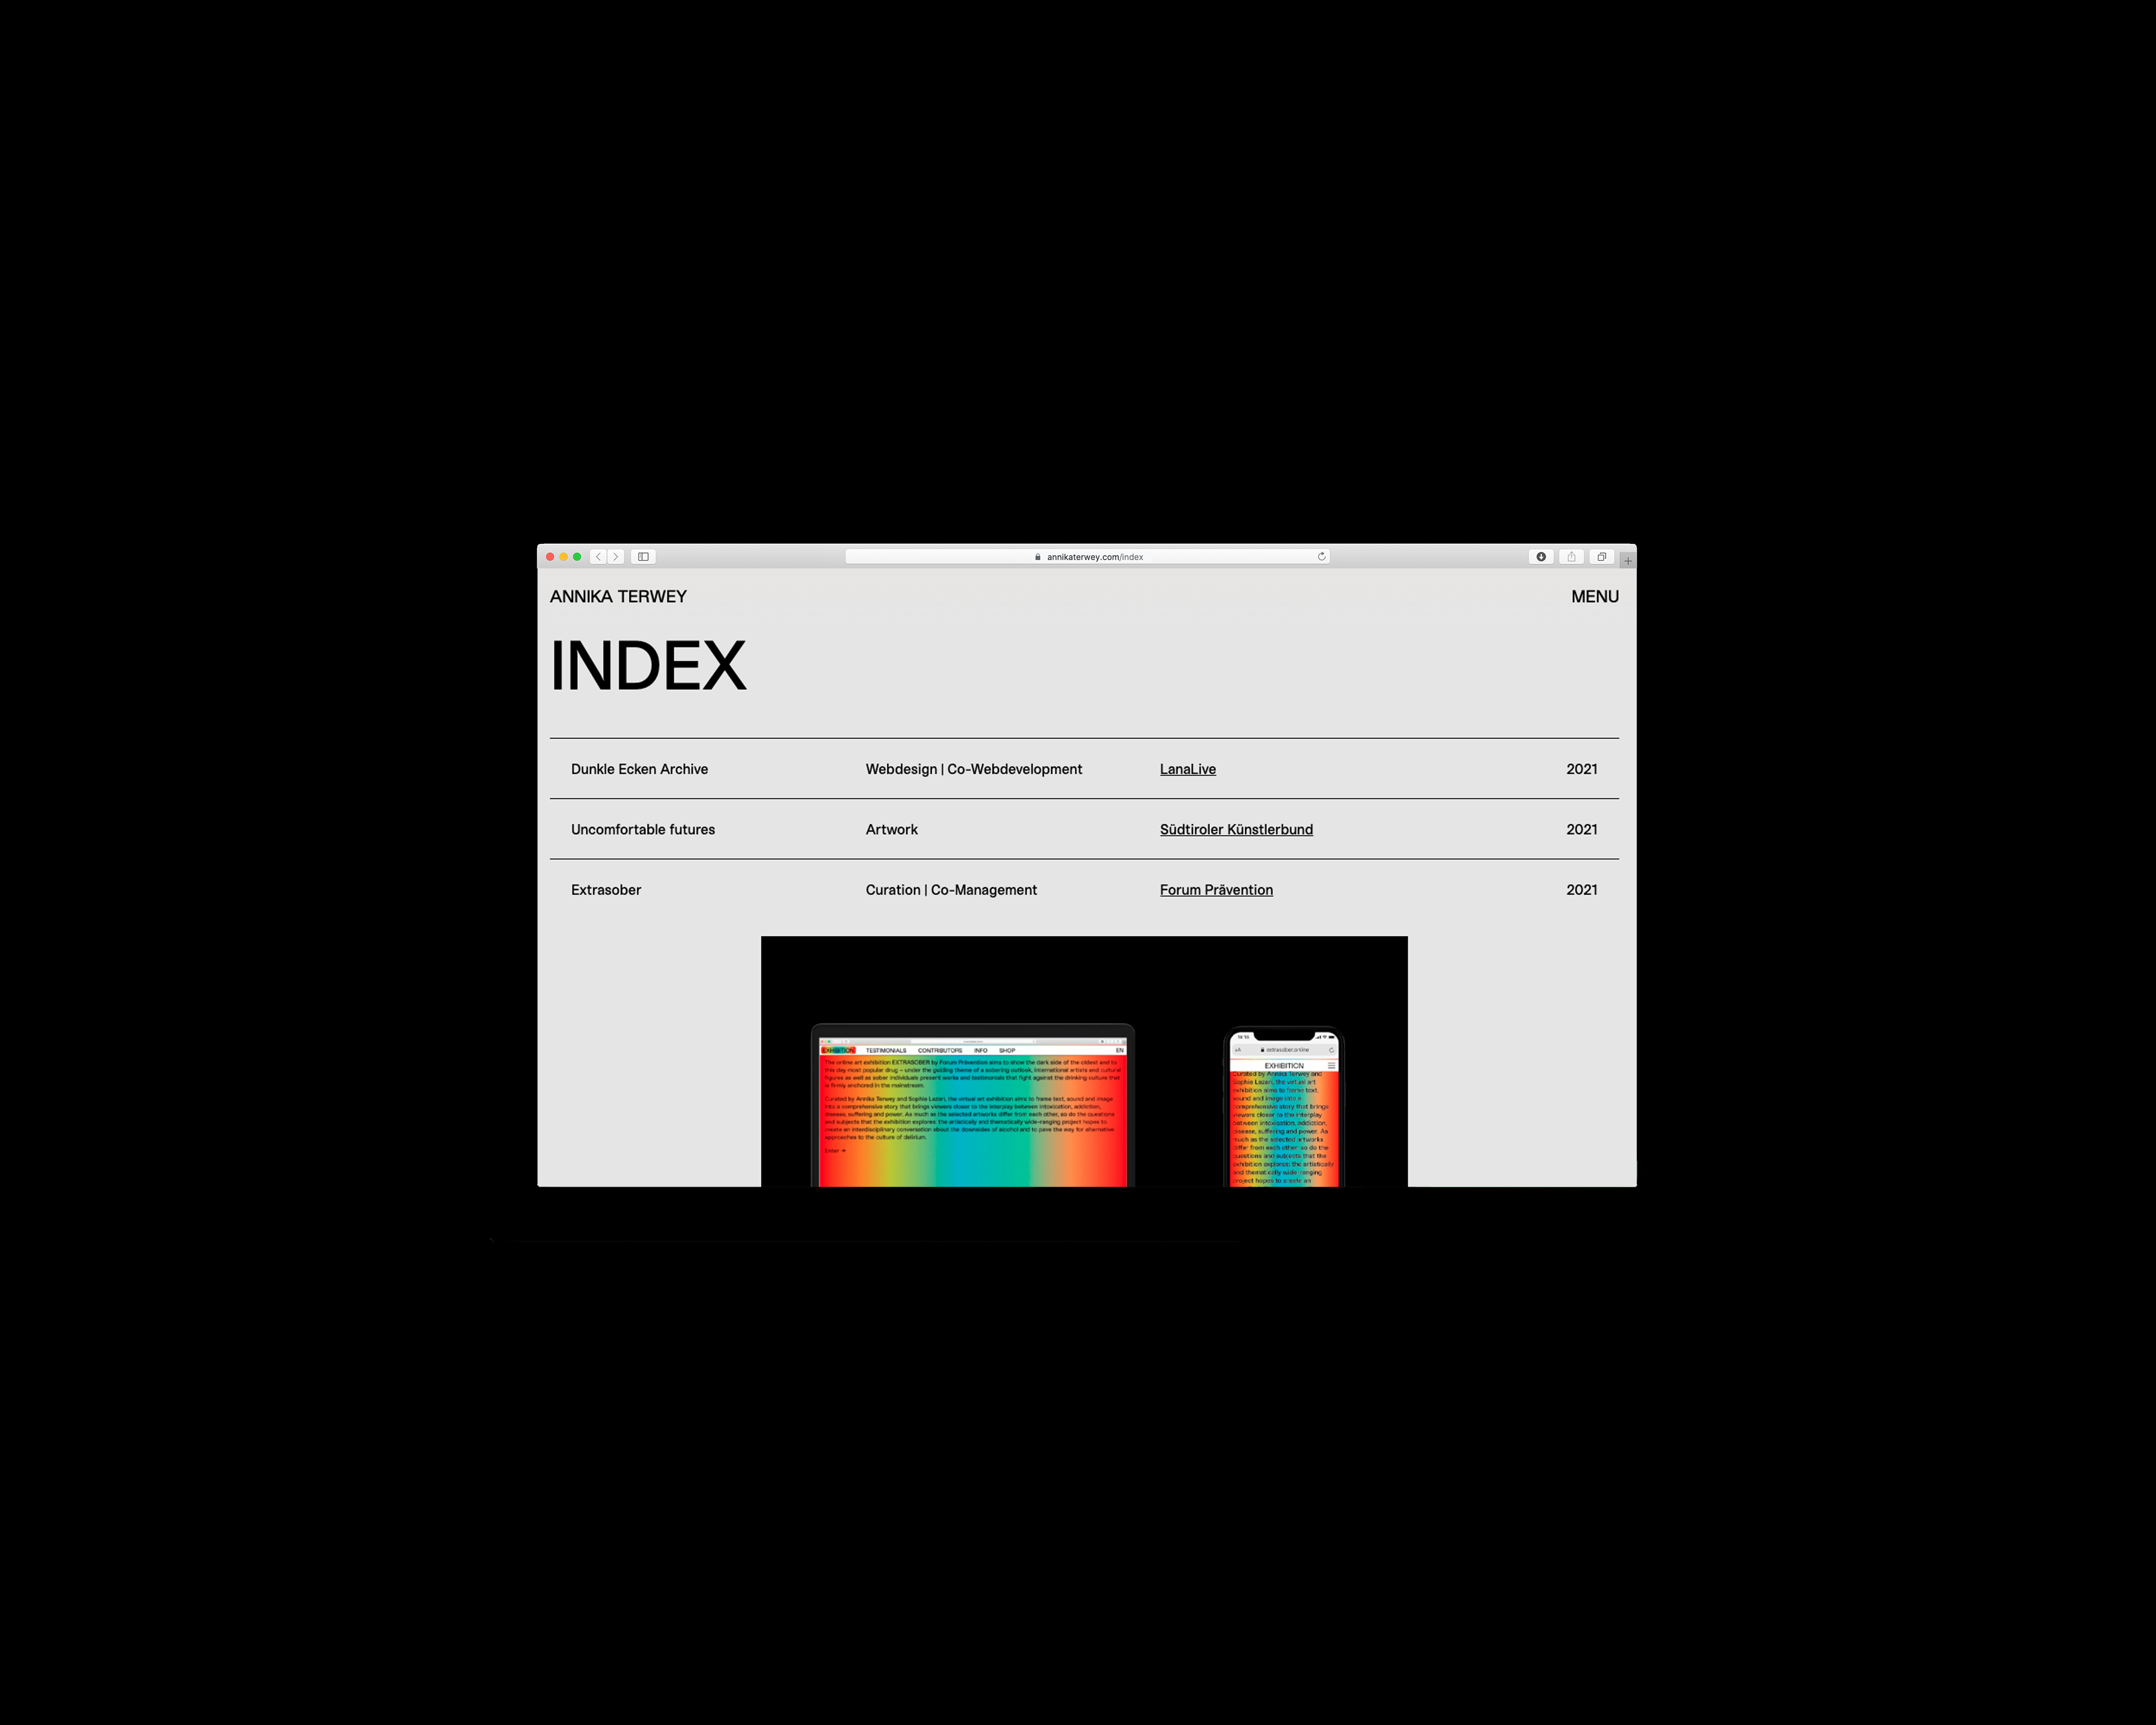 annikaterwey.com/index
ANNIKA TERWEY
MENU
INDEX
Dunkle Ecken Archive
Webdesign | Co-Webdevelopment
LanaLive
2021
Uncomfortable futures
Artwork
Südtiroler Künstlerbund
2021
Extrasober
Curation | Co-Management
Forum Prävention
2021
EXHIBITION
TESTIMONIALS
CONTRIBUTORS
INFO
SHOP
EN
The online art exhibition EXTRASOBER by Forum Prävention aims to show the dark side of the oldest and to
this day most popular drug – under the guiding theme of a sobering outlook, international artists and cultural
figures as well as sober individuals present works and testimonials that fight against the drinking culture that
is firmly anchored in the mainstream.
Curated by Annika Terwey and Sophie Lazari, the virtual art exhibition aims to frame text, sound and image
into a comprehensive story that brings viewers closer to the interplay between intoxication, addiction,
disease, suffering and power. As much as the selected artworks differ from each other, so do the questions
and subjects that the exhibition explores: the artistically and thematically wide-ranging project hopes to
create an interdisciplinary conversation about the downsides of alcohol and to pave the way for alternative
approaches to the culture of delirium.
Enter →
AA
extrasober.online
EXHIBITION
Curated by Annika Terwey and
Sophie Lazari, the virtual art
exhibition aims to frame text,
sound and image into a
comprehensive story that brings
viewers closer to the interplay
between intoxication, addiction,
disease, suffering and power. As
much as the selected artworks
differ from each other, so do the
questions and subjects that the
exhibition explores: the artistically
and thematically wide-ranging
project hopes to create an